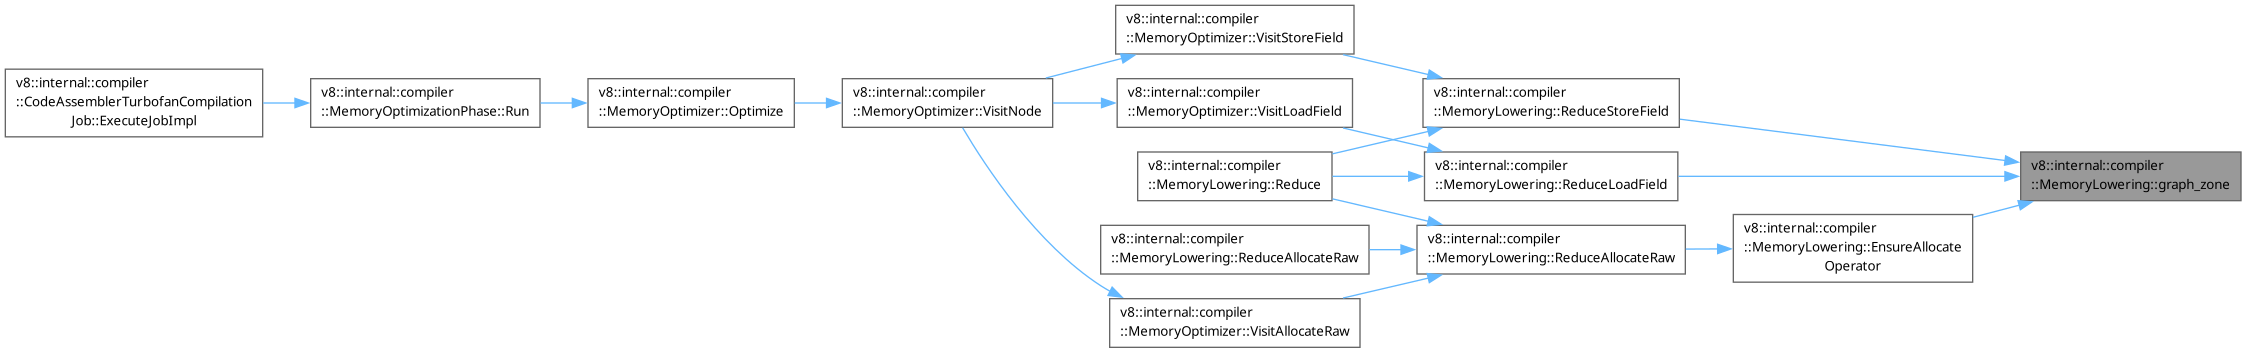 v8::internal::compiler
::CodeAssemblerTurbofanCompilation
Job::ExecuteJobImpl
v8::internal::compiler
::MemoryOptimizationPhase::Run
v8::internal::compiler
::MemoryOptimizer::Optimize
v8::internal::compiler
::MemoryOptimizer::VisitNode
v8::internal::compiler
::MemoryOptimizer::VisitStoreField
v8::internal::compiler
::MemoryOptimizer::VisitLoadField
v8::internal::compiler
::MemoryLowering::Reduce
v8::internal::compiler
::MemoryLowering::ReduceAllocateRaw
v8::internal::compiler
::MemoryOptimizer::VisitAllocateRaw
v8::internal::compiler
::MemoryLowering::ReduceStoreField
v8::internal::compiler
::MemoryLowering::ReduceLoadField
v8::internal::compiler
::MemoryLowering::ReduceAllocateRaw
v8::internal::compiler
::MemoryLowering::EnsureAllocate
Operator
v8::internal::compiler
::MemoryLowering::graph_zone